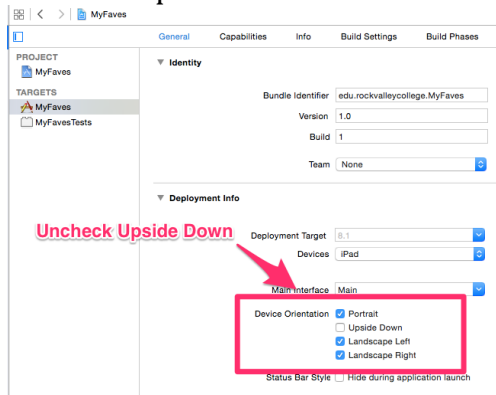 MyFaves
General Capabilities Info Build Settings Build Phases
PROJECT
MyFaves
TARGETS
MyFaves
MyFavesTests
Identity
Bundle Identifier edu.rockvalleycollege.MyFaves
Version 1.0
Build 1
Team None
Deployment Info
Uncheck Upside Down
Deployment Target 8.1
Devices iPad
Main Interface Main
Device Orientation Portrait
Upside Down
Landscape Left
Landscape Right
Status Bar Style Hide during application launch